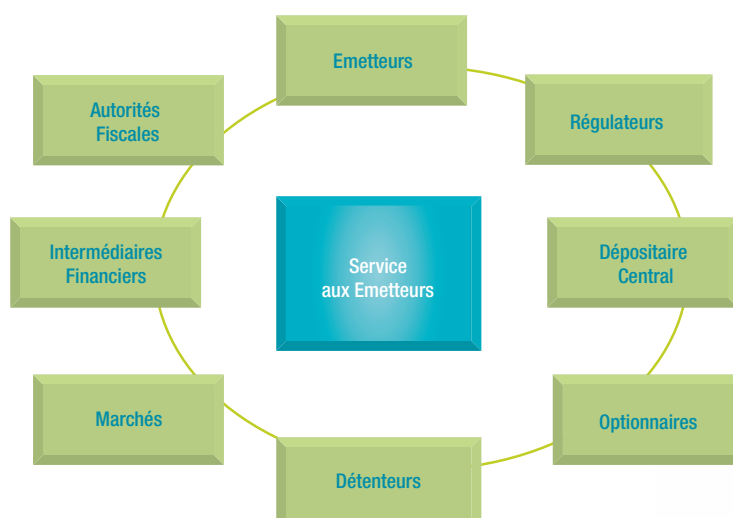 Emetteurs
Autorités
Fiscales
Régulateurs
Intermédiaires
Financiers
Service
aux Emetteurs
Dépositaire
Central
Marchés
Optionnaires
Détenteurs